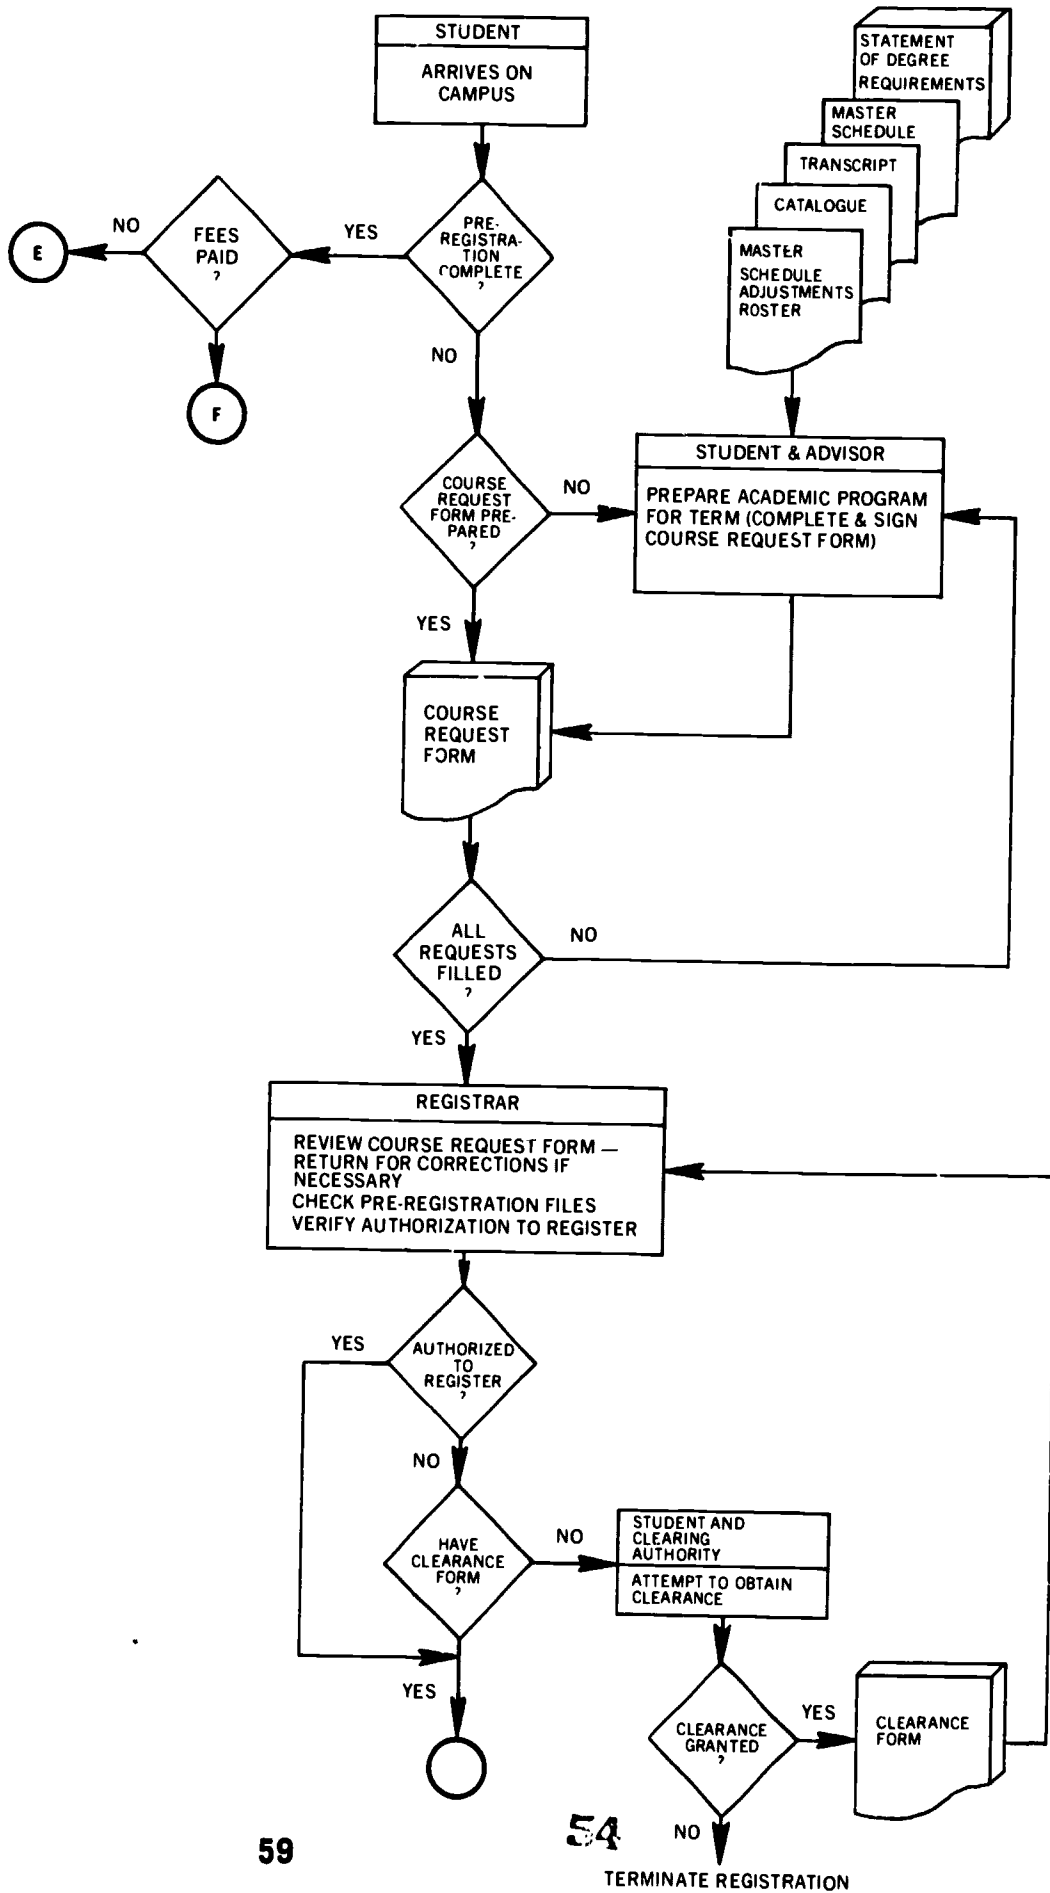 STUDENT
ARRIVES ON
CAMPUS
STATEMENT
OF DEGREE
REQUIREMENTS
MASTER
SCHEDULE
TRANSCRIPT
CATALOGUE
MASTER
SCHEDULE
ADJUSTMENTS
ROSTER
E
NO
FEES
PAID
?
YES
PRE-
REGISTRA-
TION
COMPLETE
?
NO
F
COURSE
REQUEST
FORM PRE-
PARED
?
NO
STUDENT & ADVISOR
PREPARE ACADEMIC PROGRAM
FOR TERM (COMPLETE & SIGN
COURSE REQUEST FORM)
YES
COURSE
REQUEST
FORM
ALL
REQUESTS
FILLED
?
NO
YES
REGISTRAR
REVIEW COURSE REQUEST FORM —
RETURN FOR CORRECTIONS IF
NECESSARY
CHECK PRE-REGISTRATION FILES
VERIFY AUTHORIZATION TO REGISTER
YES
AUTHORIZED
TO
REGISTER
?
NO
HAVE
CLEARANCE
FORM
?
NO
STUDENT AND
CLEARING
AUTHORITY
ATTEMPT TO OBTAIN
CLEARANCE
YES
CLEARANCE
GRANTED
?
YES
CLEARANCE
FORM
NO
TERMINATE REGISTRATION
59
54